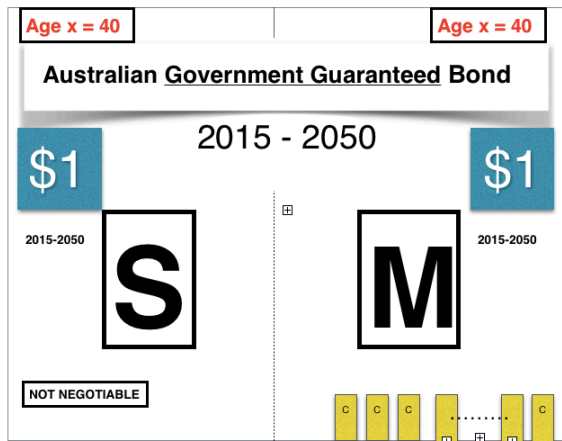 Age x = 40 Age x = 40
Australian Government Guaranteed Bond
2015 - 2050
$1 $1
2015-2050 2015-2050
S M
NOT NEGOTIABLE
C C C ......... C